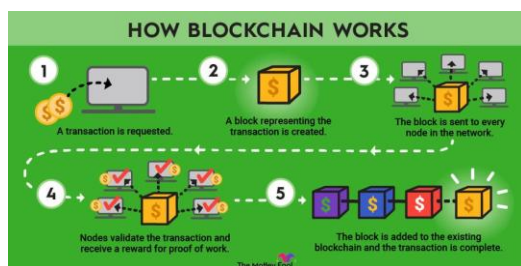 HOW BLOCKCHAIN WORKS
1
A transaction is requested.
2
$
A block representing the
transaction is created.
3
$
The block is sent to every
node in the network.
4
$
Nodes validate the transaction and
receive a reward for proof of work.
5
$ $ $ $
The block is added to the existing
blockchain and the transaction is complete.
The Motley Fool